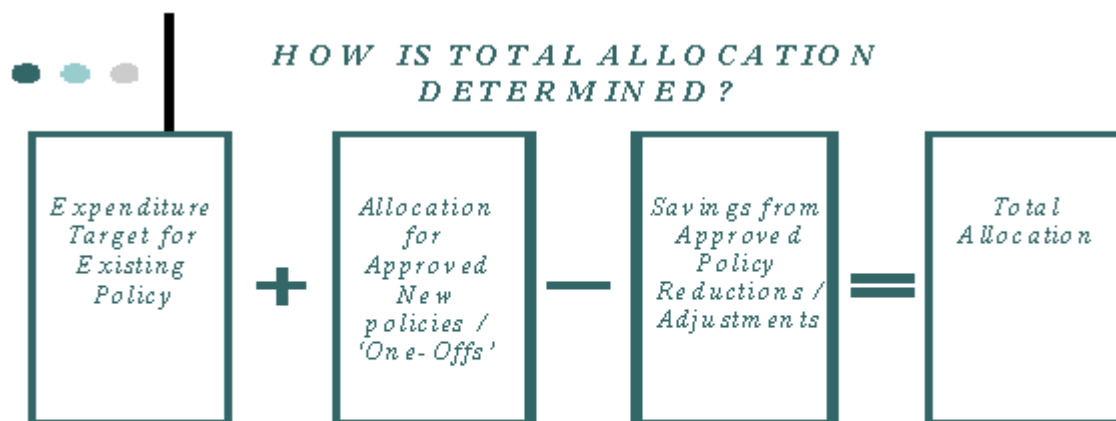 HOW IS TOTAL ALLOCATION
DETERMINED?
Expenditure
Target for
Existing
Policy
+
Allocation
for
Approved
New
policies /
‘One-Offs’
−
Savings from
Approved
Policy
Reductions /
Adjustments
=
Total
Allocation